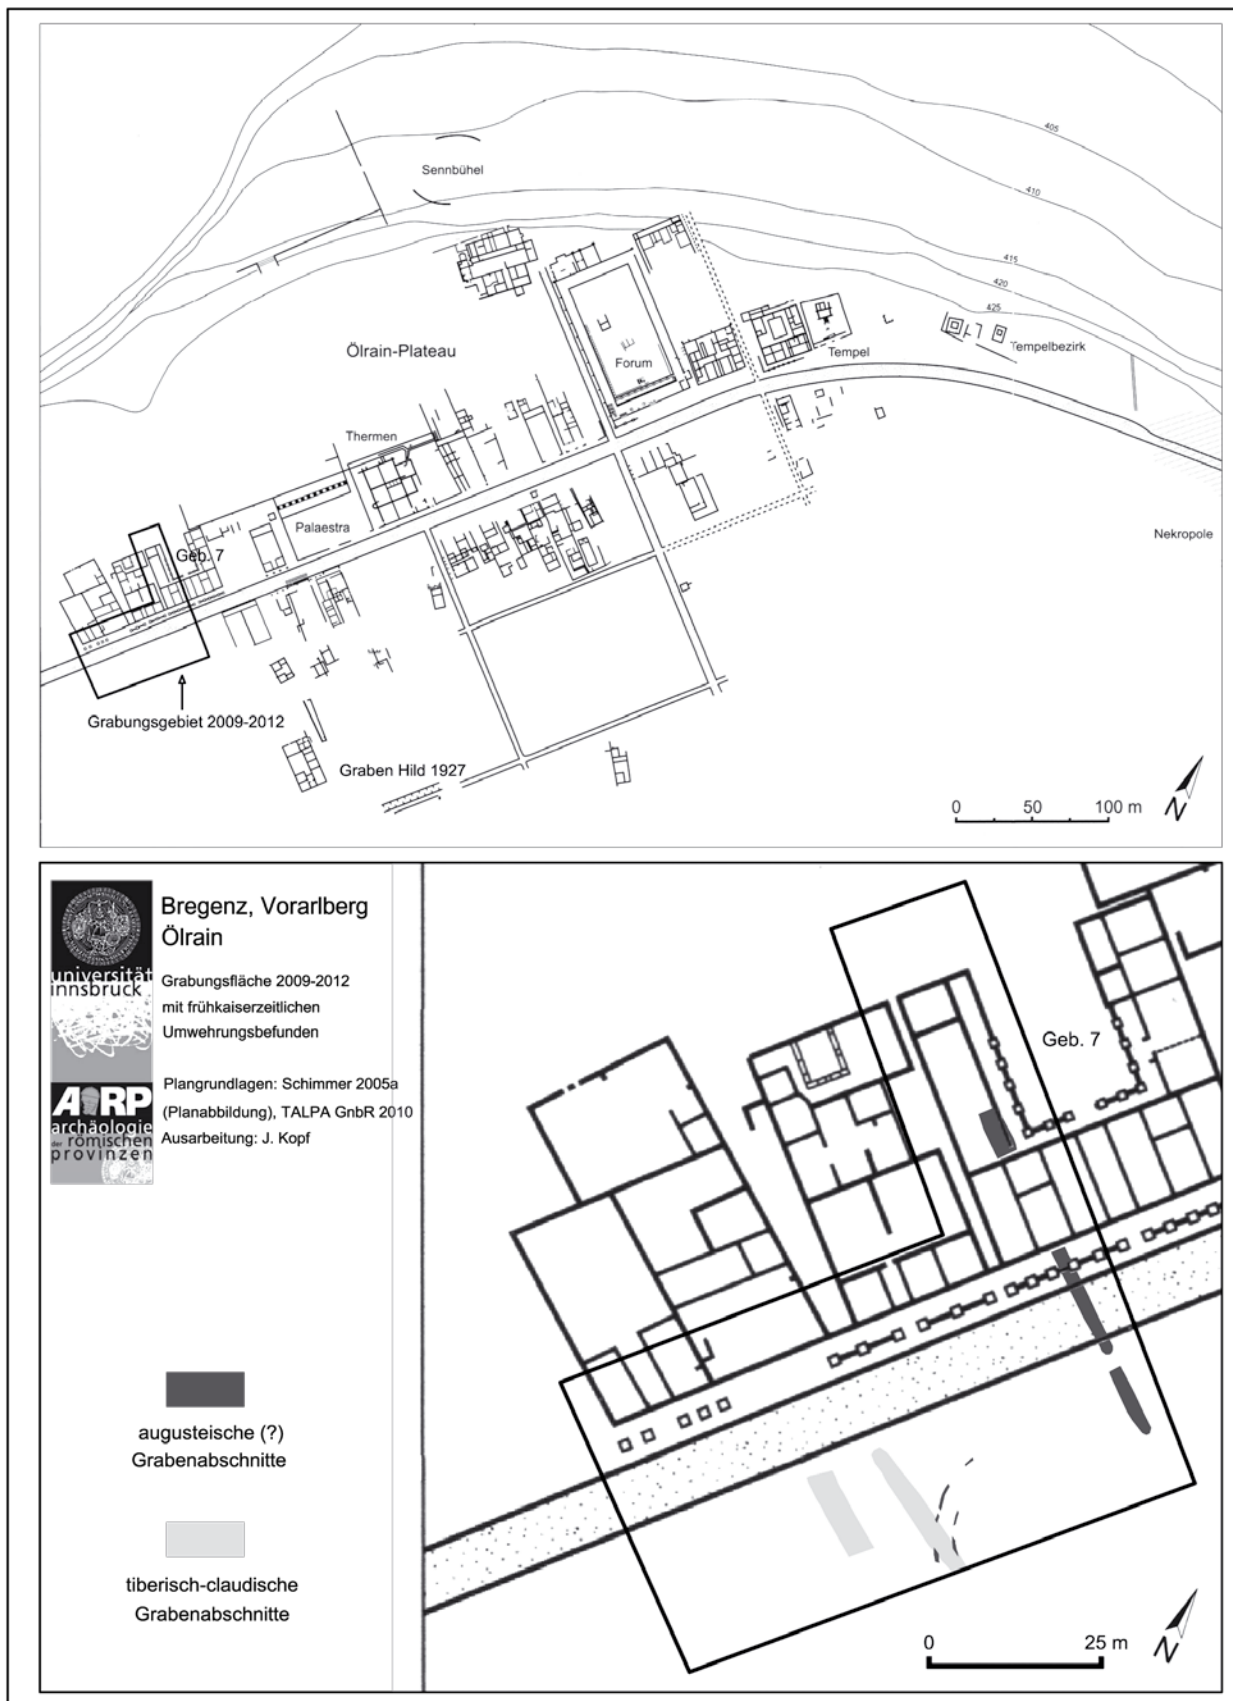 405
Sennbühel
410
415
420
425
Ölrain-Plateau
Forum
Tempel
Tempelbezirk
Thermen
Palaestra
Geb. 7
Nekropole
Grabungsgebiet 2009-2012
Graben Hild 1927
0 50 100 m
N
universität
innsbruck
Bregenz, Vorarlberg
Ölrain
Grabungsfläche 2009-2012
mit frühkaiserzeitlichen
Umwehrungsbefunden
Plangrundlagen: Schimmer 2005a
(Planabbildung), TALPA GnbR 2010
Ausarbeitung: J. Kopf
ARP
archäologie
der römischen
provinzen
Geb. 7
augusteische (?)
Grabenabschnitte
tiberisch-claudische
Grabenabschnitte
0 25 m
N